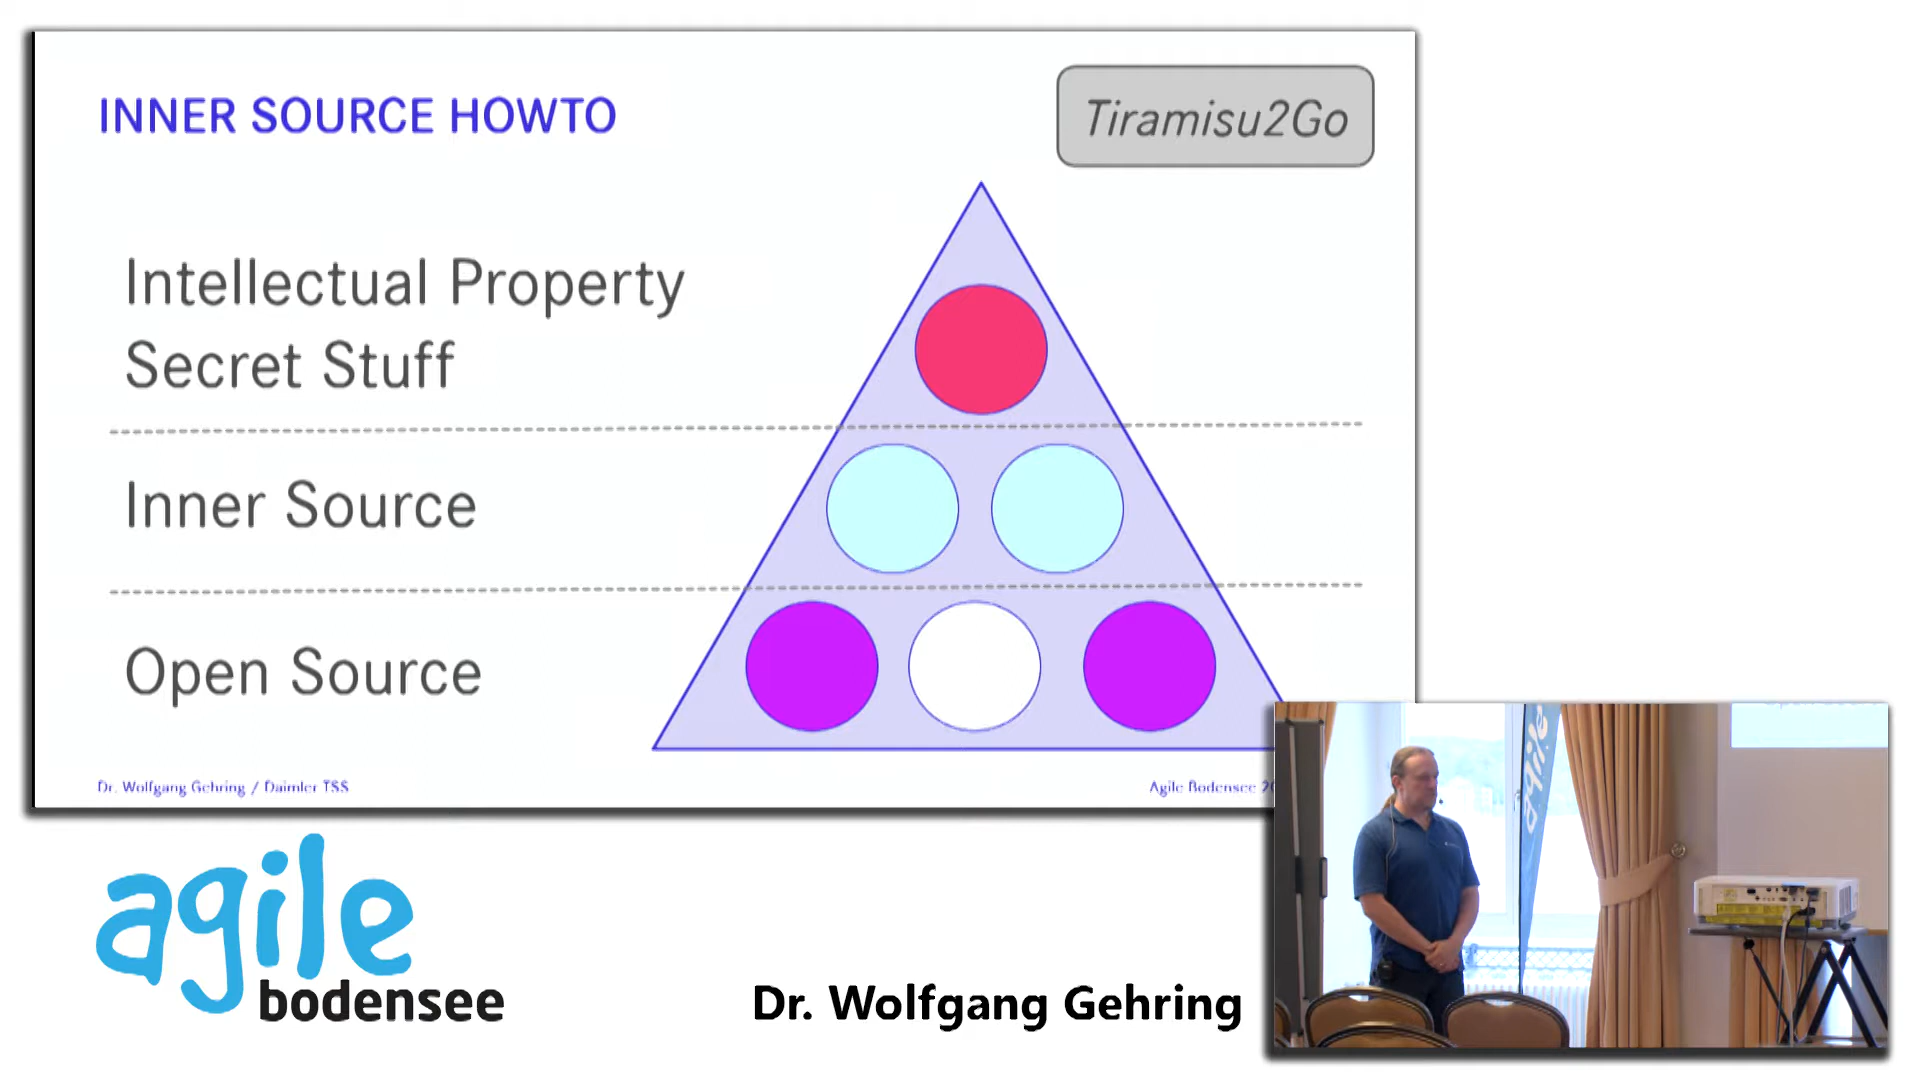 INNER SOURCE HOWTO
Tiramisu2Go
Intellectual Property
Secret Stuff
Inner Source
Open Source
Dr. Wolfgang Gehring / Daimler TSS
Agile Bodensee
agile
bodensee
Dr. Wolfgang Gehring
agile